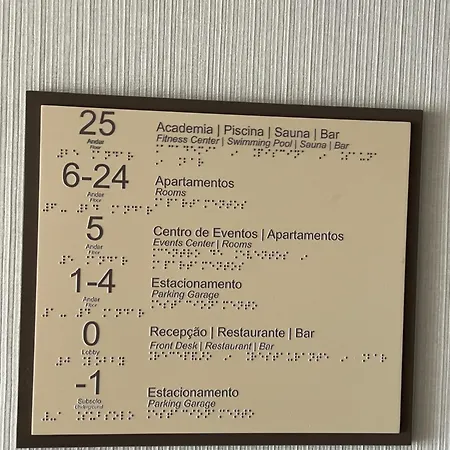 25
Andar
Floor
Academia | Piscina | Sauna | Bar
Fitness Center | Swimming Pool | Sauna | Bar
6-24
Andar
Floor
Apartamentos
Rooms
5
Andar
Floor
Centro de Eventos | Apartamentos
Events Center | Rooms
1-4
Andar
Floor
Estacionamento
Parking Garage
0
Lobby
Recepção | Restaurante | Bar
Front Desk | Restaurant | Bar
-1
Subsolo
Underground
Estacionamento
Parking Garage